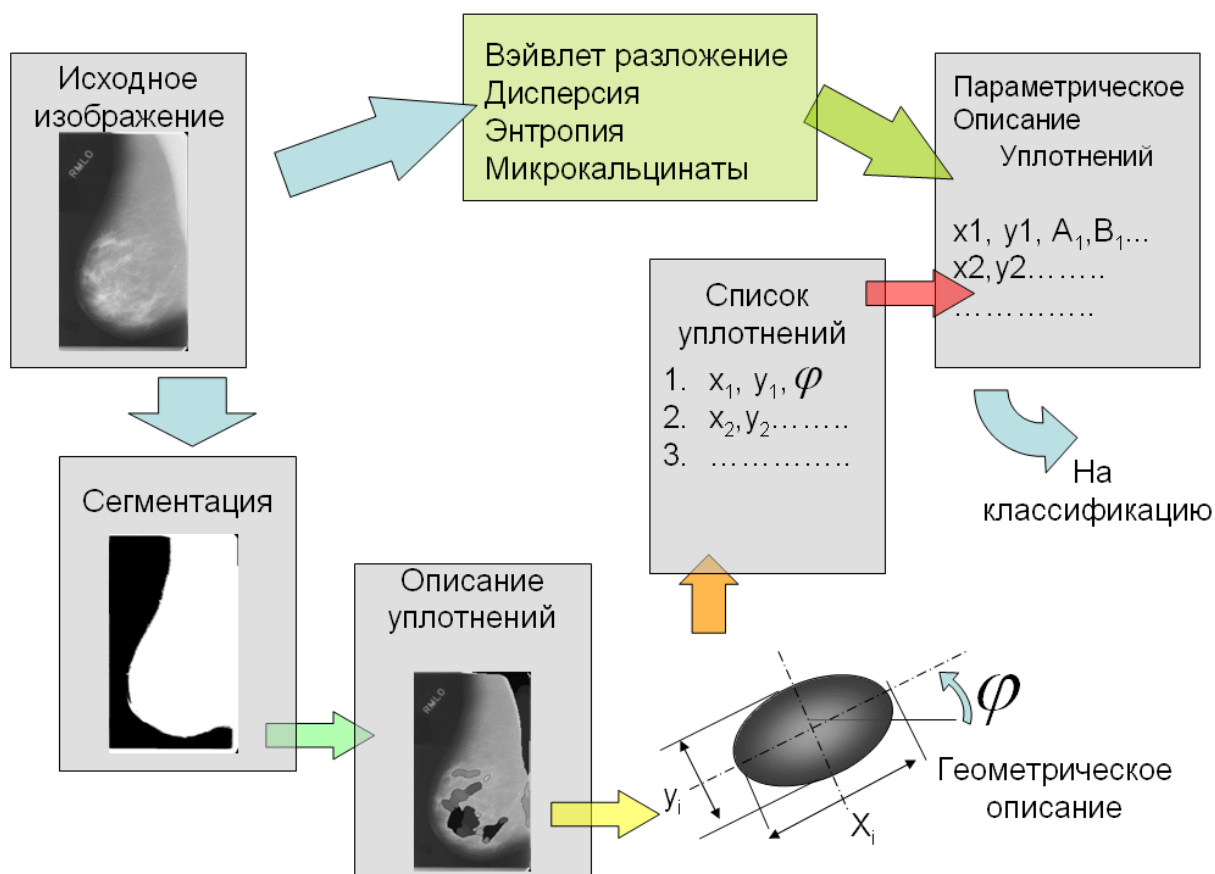 Исходное
изображение
RMLO
Вэйвлет разложение
Дисперсия
Энтропия
Микрокальцинаты
Параметрическое
Описание
Уплотнений
x1, y1, A₁,B₁...
x2,y2........
..............
Список
уплотнений
1. x₁, y₁, φ
2. x₂,y₂........
3. ..............
На
классификацию
Сегментация
Описание
уплотнений
RMLO
φ
yᵢ
Xᵢ
Геометрическое
описание